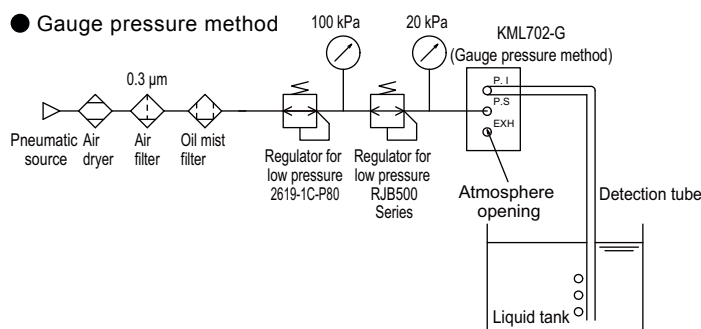 ● Gauge pressure method
100 kPa
20 kPa
KML702-G
(Gauge pressure method)
0.3 µm
P. I
P.S
EXH
Pneumatic
source
Air
dryer
Air
filter
Oil mist
filter
Regulator for
low pressure
2619-1C-P80
Regulator for
low pressure
RJB500
Series
Atmosphere
opening
Detection tube
Liquid tank